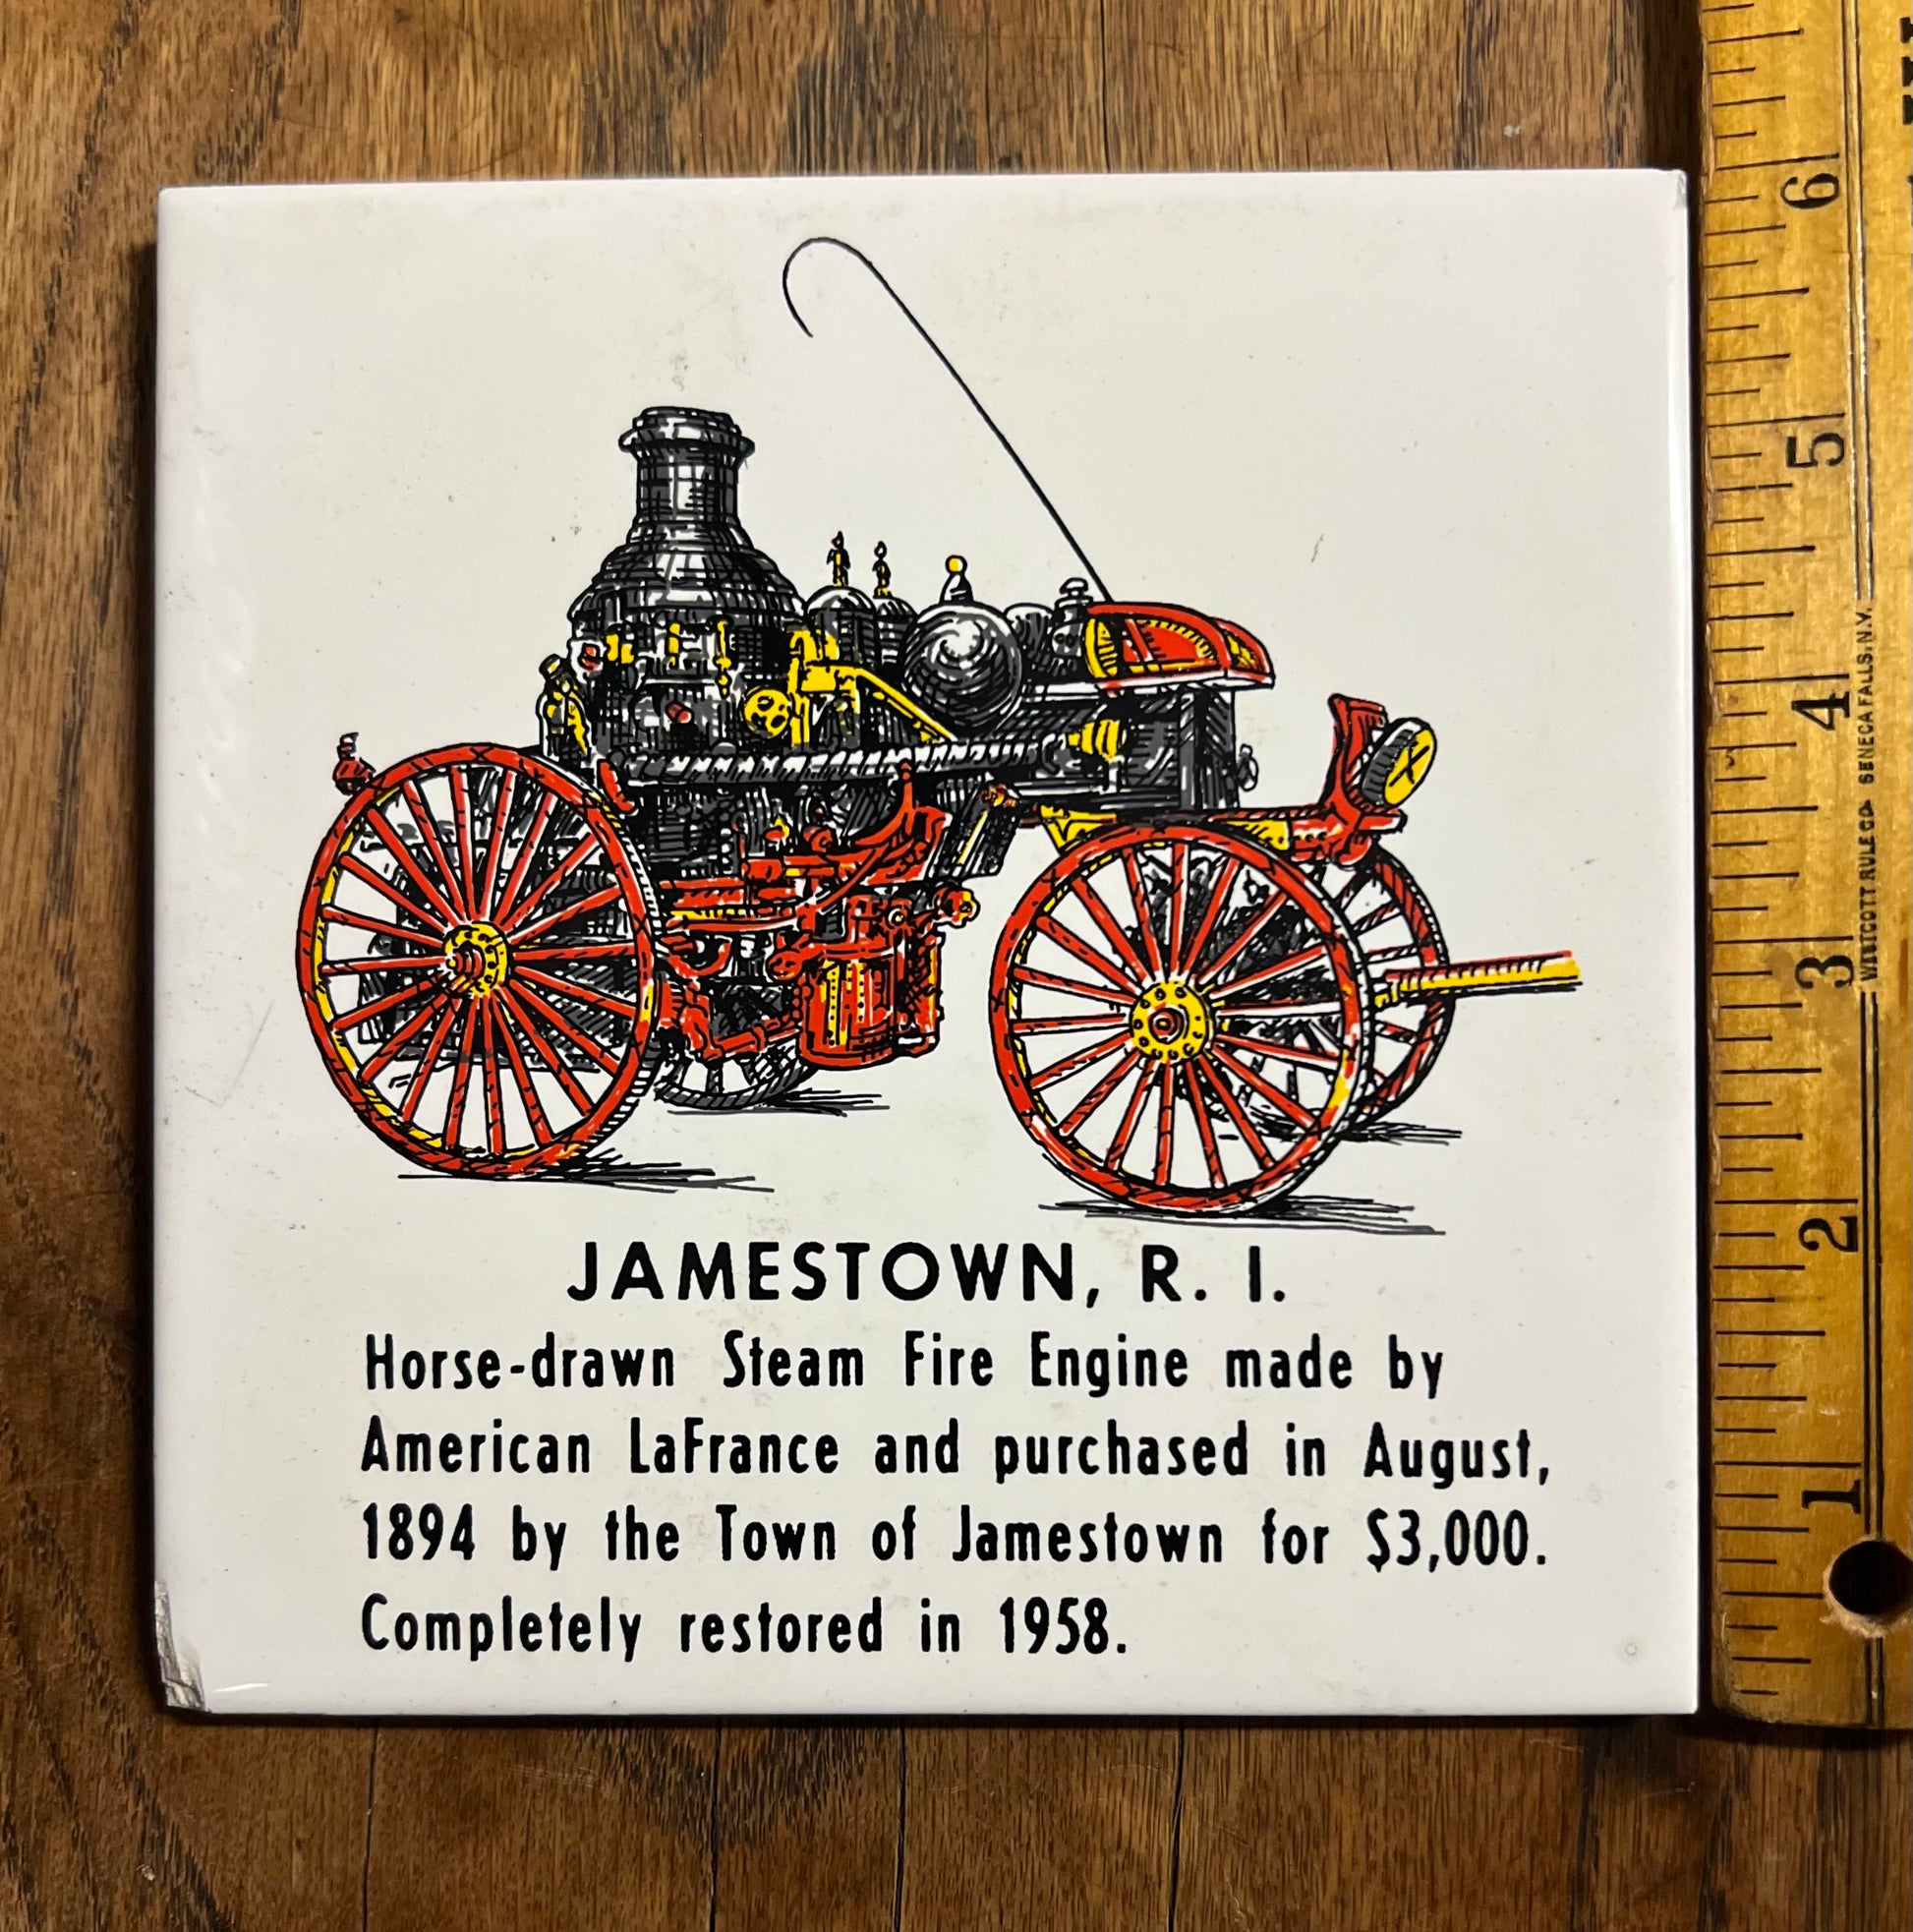 JAMESTOWN, R. I.
Horse-drawn Steam Fire Engine made by
American LaFrance and purchased in August,
1894 by the Town of Jamestown for $3,000.
Completely restored in 1958.
6
5
4
3
2
1
WESTCOTT RULE CO. SENECA FALLS, N.Y.